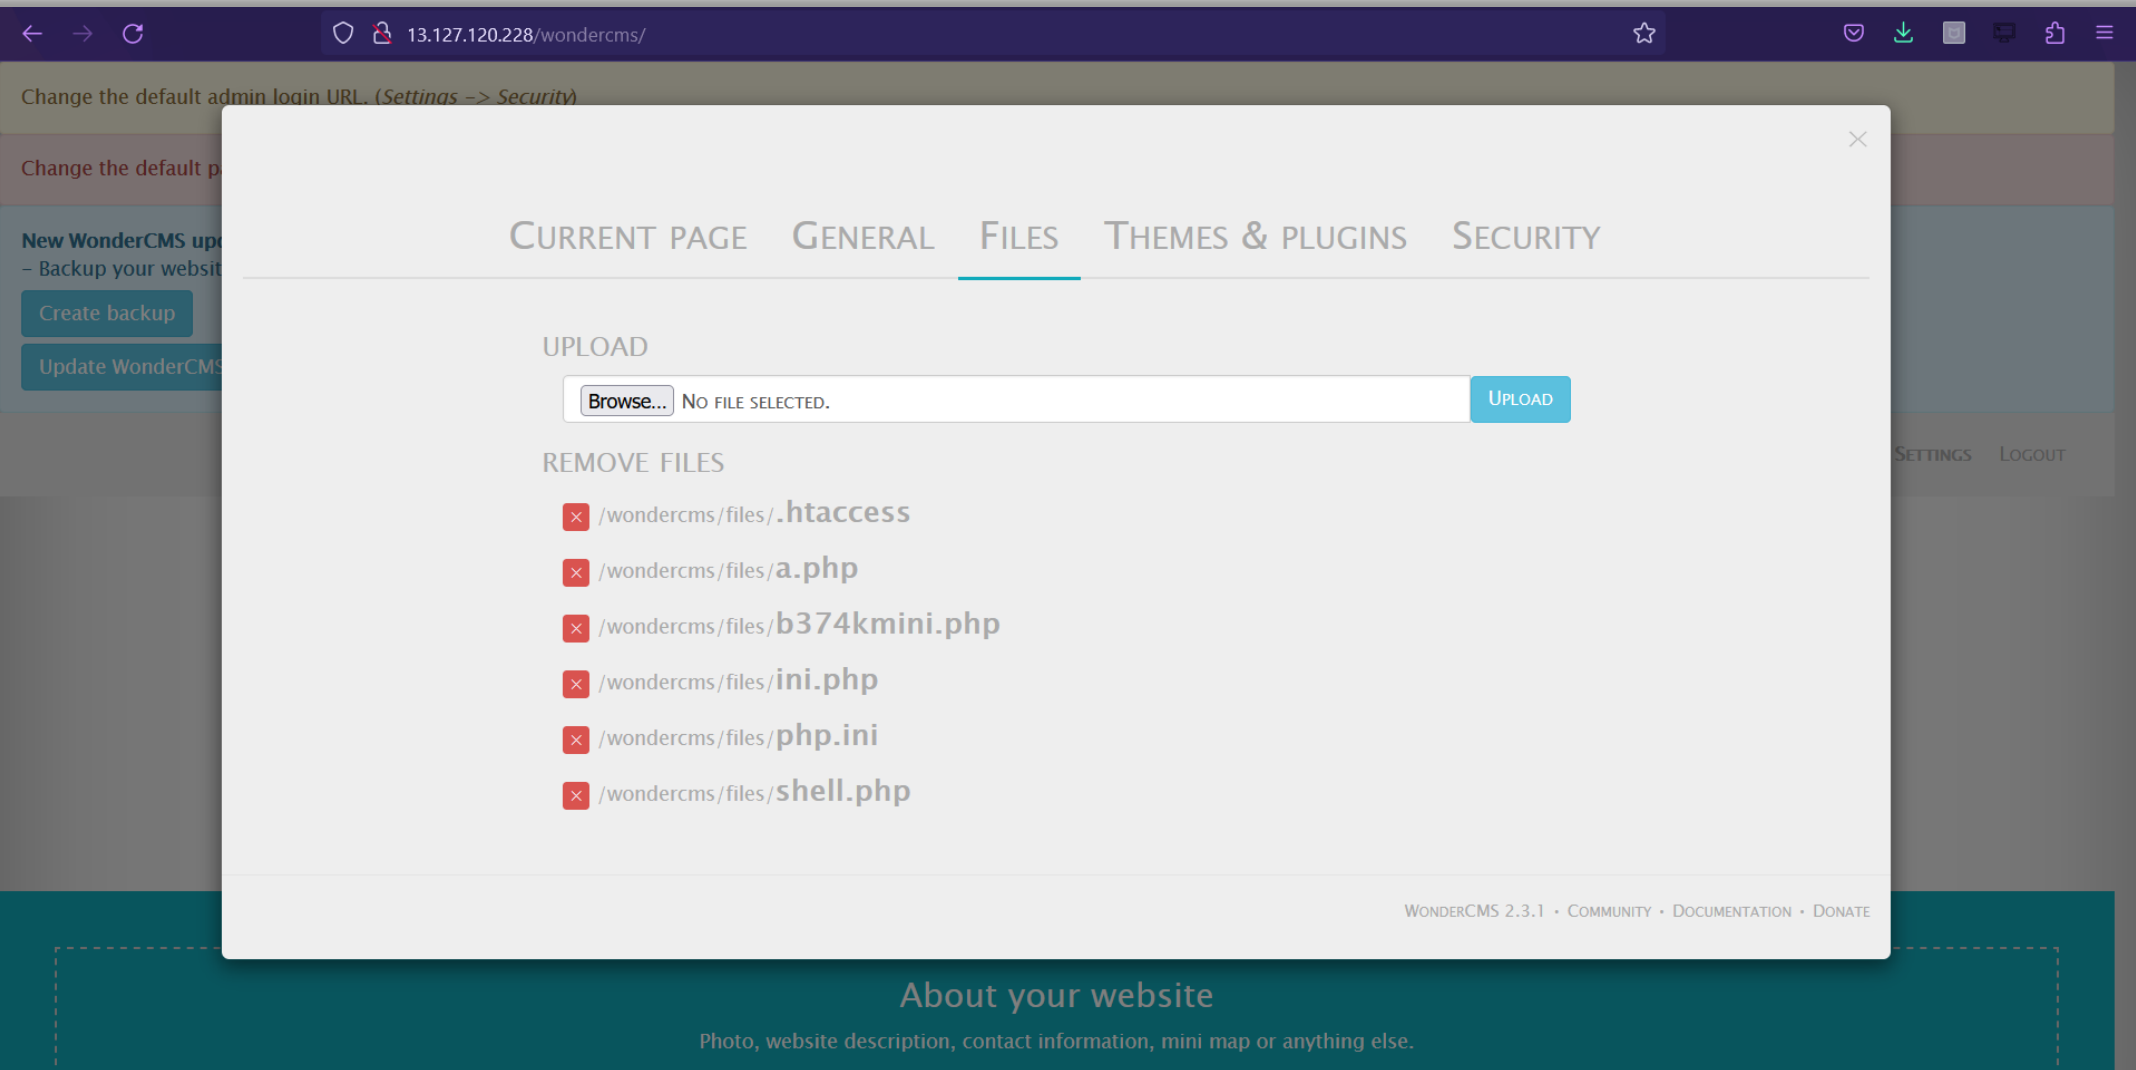 13.127.120.228/wondercms/
Change the default admin login URL. (Settings -> Security)
Change the default p
New WonderCMS upd
– Backup your websit
Create backup
Update WonderCMS
CURRENT PAGE GENERAL FILES THEMES & PLUGINS SECURITY
UPLOAD
Browse... NO FILE SELECTED. UPLOAD
REMOVE FILES
SETTINGS LOGOUT
/wondercms/files/.htaccess
/wondercms/files/a.php
/wondercms/files/b374kmini.php
/wondercms/files/ini.php
/wondercms/files/php.ini
/wondercms/files/shell.php
WONDERCMS 2.3.1 • COMMUNITY • DOCUMENTATION • DONATE
About your website
Photo, website description, contact information, mini map or anything else.